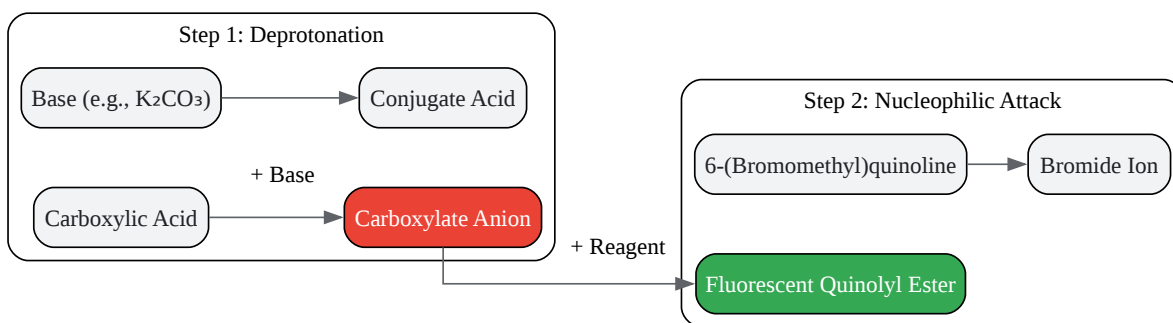 Step 1: Deprotonation
Base (e.g., K₂CO₃)
Conjugate Acid
+ Base
Carboxylic Acid
Carboxylate Anion
+ Reagent
Step 2: Nucleophilic Attack
6-(Bromomethyl)quinoline
Bromide Ion
Fluorescent Quinolyl Ester